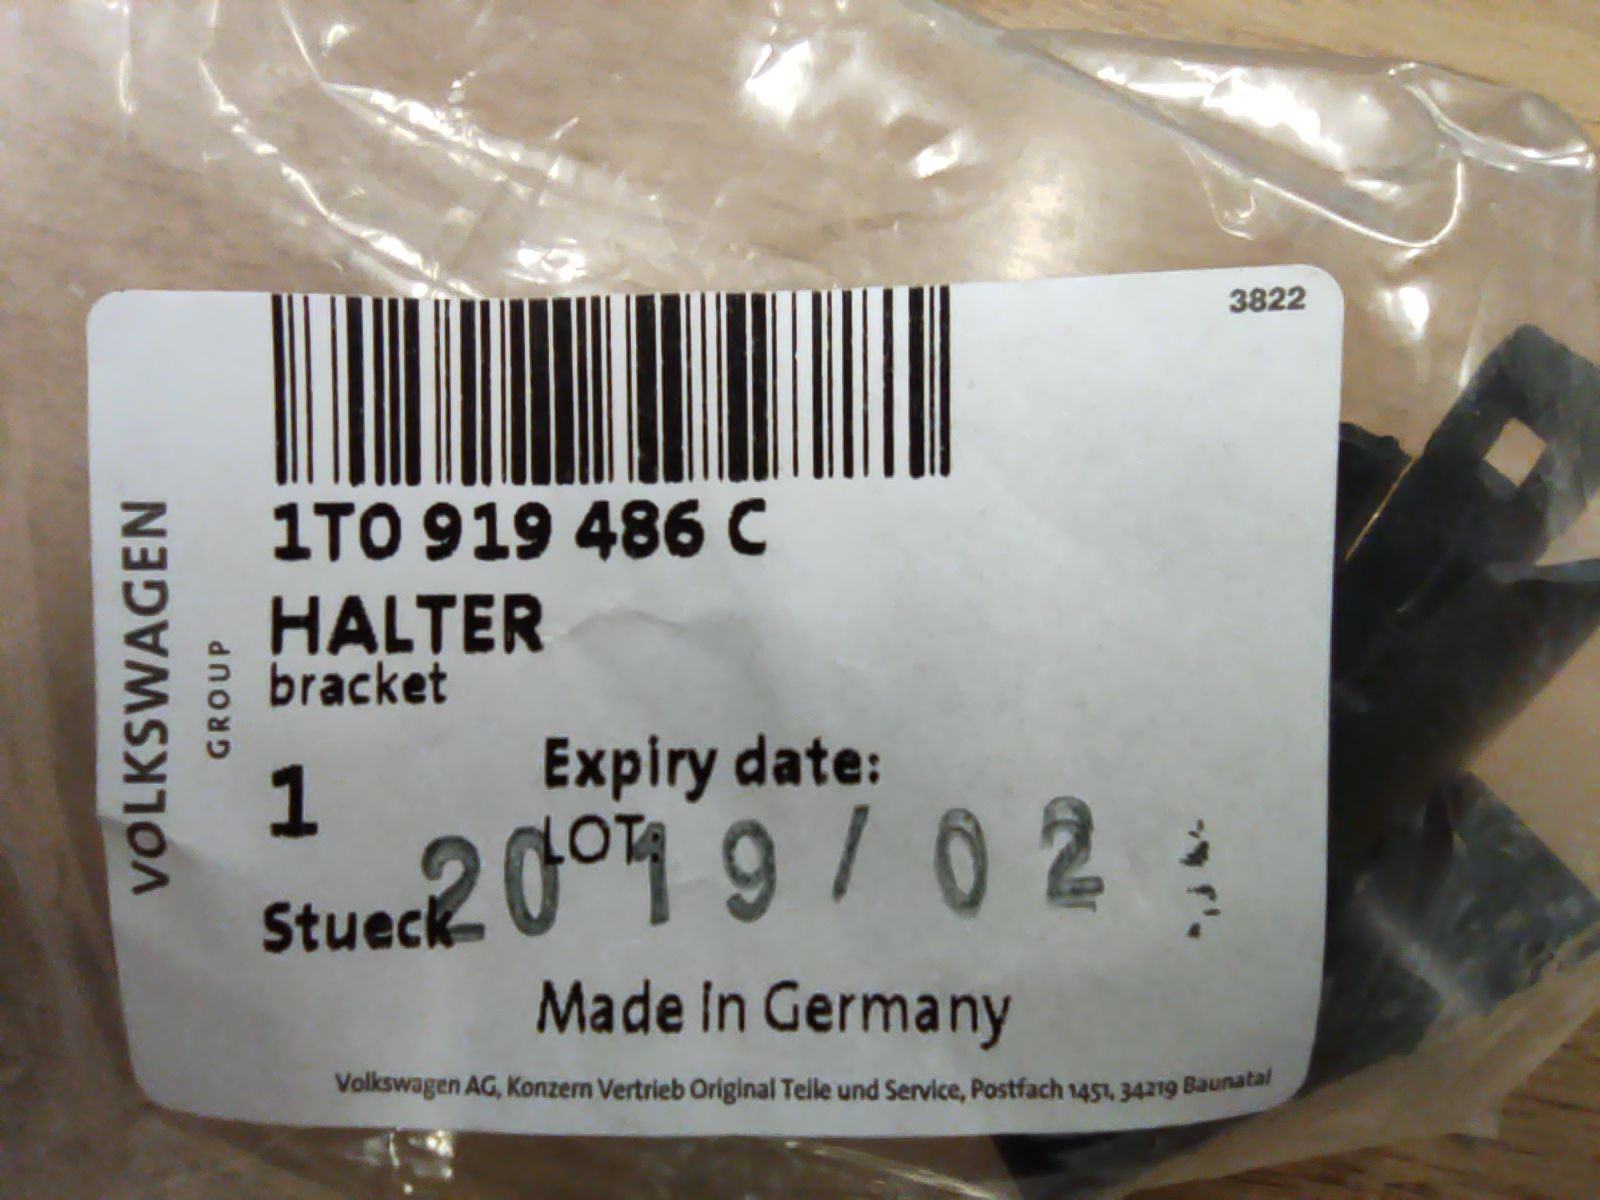 3822
1T0 919 486 C
HALTER
bracket
VOLKSWAGEN
GROUP
1
Expiry date:
LOT:
2019/02
Stueck
Made in Germany
Volkswagen AG, Konzern Vertrieb Original Teile und Service, Postfach 1451, 34219 Baunatal